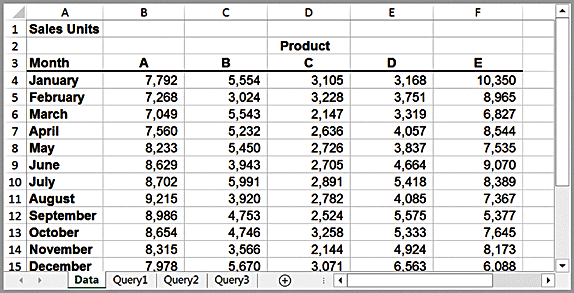 A B C D E F
1 Sales Units
2 Product
3 Month A B C D E
4 January 7,792 5,554 3,105 3,168 10,350
5 February 7,268 3,024 3,228 3,751 8,965
6 March 7,049 5,543 2,147 3,319 6,827
7 April 7,560 5,232 2,636 4,057 8,544
8 May 8,233 5,450 2,726 3,837 7,535
9 June 8,629 3,943 2,705 4,664 9,070
10 July 8,702 5,991 2,891 5,418 8,389
11 August 9,215 3,920 2,782 4,085 7,367
12 September 8,986 4,753 2,524 5,575 5,377
13 October 8,654 4,746 3,258 5,333 7,645
14 November 8,315 3,566 2,144 4,924 8,173
15 December 7,978 5,670 3,071 6,563 6,088
Data Query1 Query2 Query3